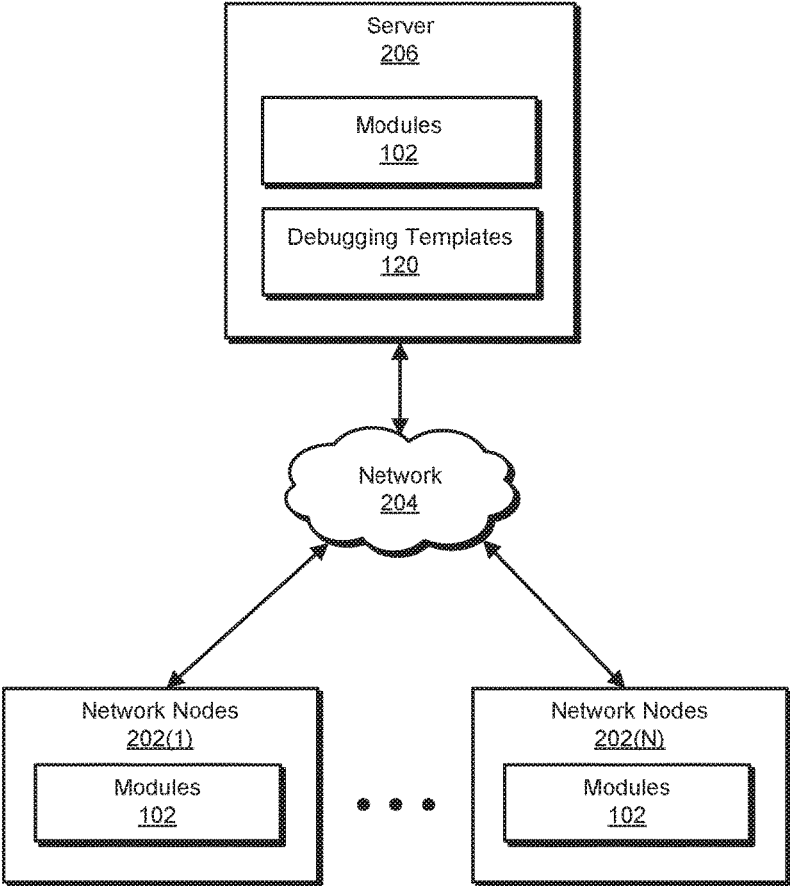 Server
206
Modules
102
Debugging Templates
120
Network
204
Network Nodes
202(1)
Modules
102
Network Nodes
202(N)
Modules
102